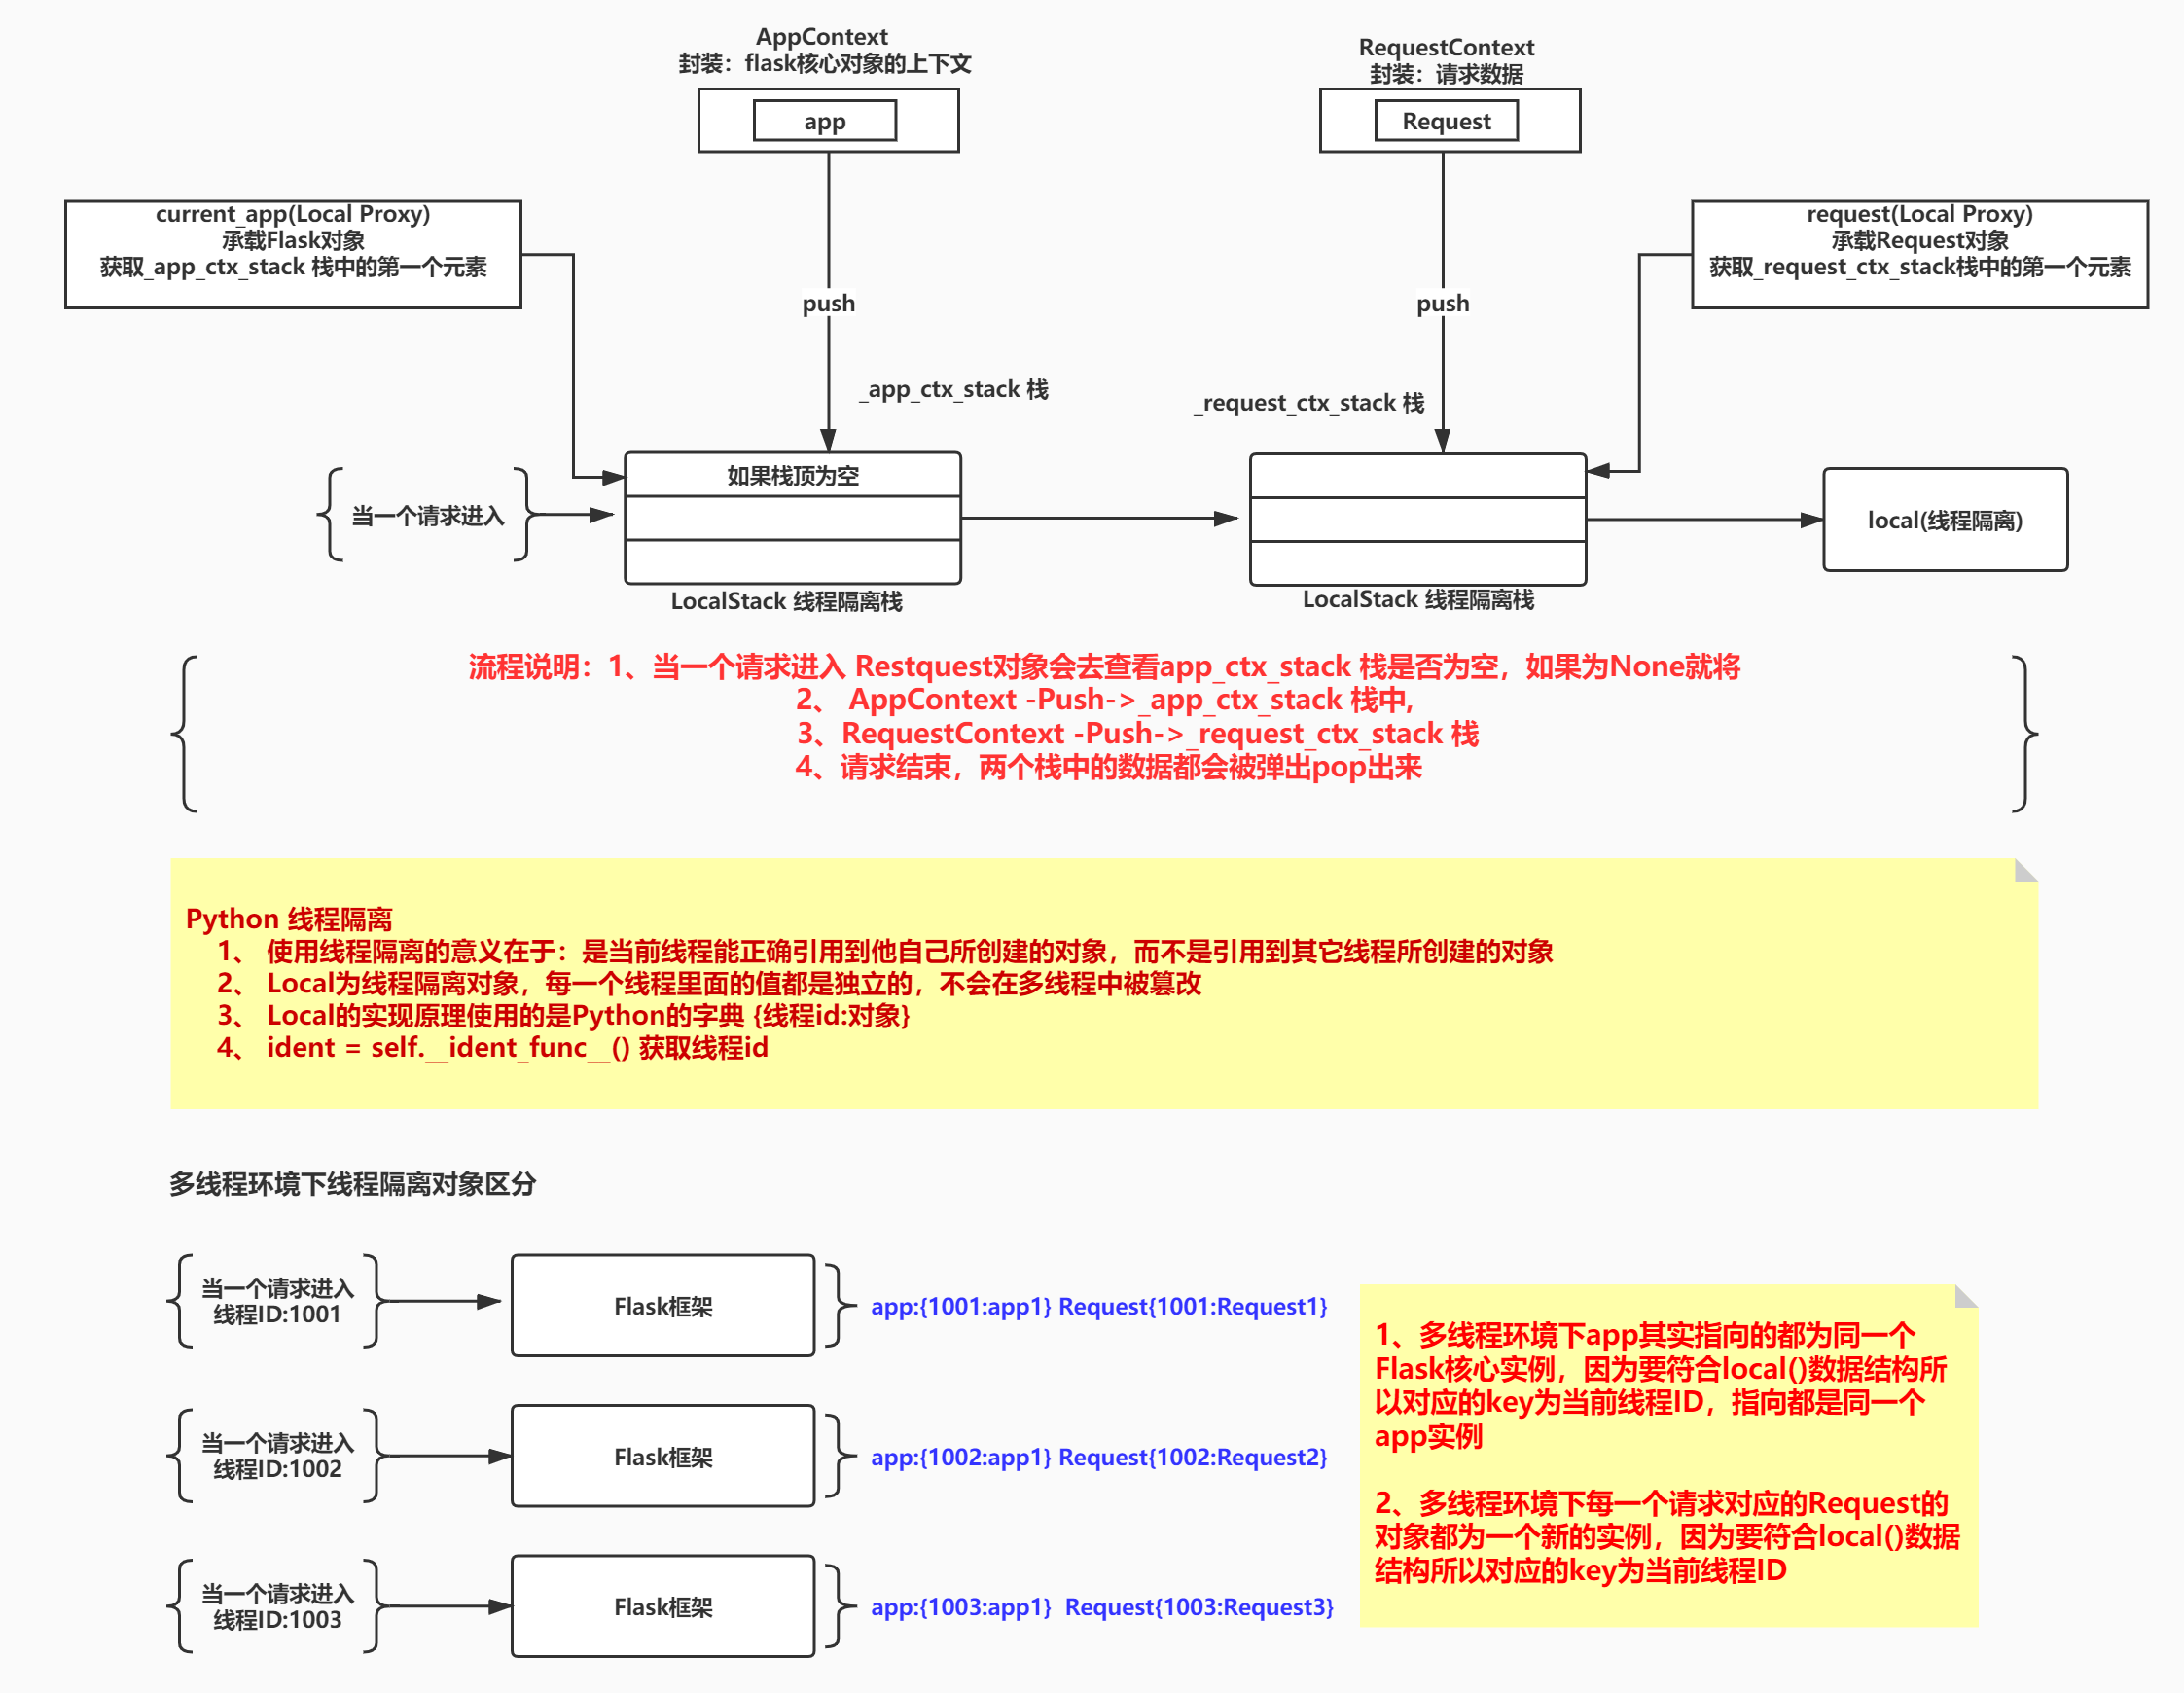 AppContext
封装：flask核心对象的上下文
app
RequestContext
封装：请求数据
Request
current_app(Local Proxy)
承载Flask对象
获取_app_ctx_stack 栈中的第一个元素
request(Local Proxy)
承载Request对象
获取_request_ctx_stack栈中的第一个元素
push
push
_app_ctx_stack 栈
_request_ctx_stack 栈
当一个请求进入
如果栈顶为空
local(线程隔离)
LocalStack 线程隔离栈
LocalStack 线程隔离栈
流程说明：1、当一个请求进入 Restquest对象会去查看app_ctx_stack 栈是否为空，如果为None就将
2、 AppContext -Push->_app_ctx_stack 栈中,
3、RequestContext -Push->_request_ctx_stack 栈
4、请求结束，两个栈中的数据都会被弹出pop出来
Python 线程隔离
1、 使用线程隔离的意义在于：是当前线程能正确引用到他自己所创建的对象，而不是引用到其它线程所创建的对象
2、 Local为线程隔离对象，每一个线程里面的值都是独立的，不会在多线程中被篡改
3、 Local的实现原理使用的是Python的字典 {线程id:对象}
4、 ident = self.__ident_func__() 获取线程id
多线程环境下线程隔离对象区分
当一个请求进入
线程ID:1001
Flask框架
app:{1001:app1} Request{1001:Request1}
当一个请求进入
线程ID:1002
Flask框架
app:{1002:app1} Request{1002:Request2}
当一个请求进入
线程ID:1003
Flask框架
app:{1003:app1}  Request{1003:Request3}
1、多线程环境下app其实指向的都为同一个
Flask核心实例，因为要符合local()数据结构所
以对应的key为当前线程ID，指向都是同一个
app实例
2、多线程环境下每一个请求对应的Request的
对象都为一个新的实例，因为要符合local()数据
结构所以对应的key为当前线程ID